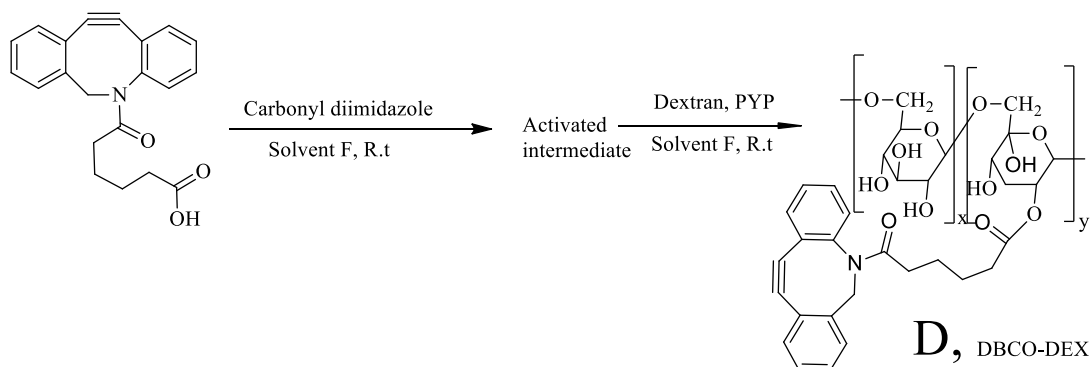 N
O
O
OH
Carbonyl diimidazole
Solvent F, R.t
Activated
intermediate
Dextran, PYP
Solvent F, R.t
O
CH2
O
OH
HO
OH
HO
x
O
CH2
O
OH
HO
OH
O
O
y
O
N
D, DBCO-DEX